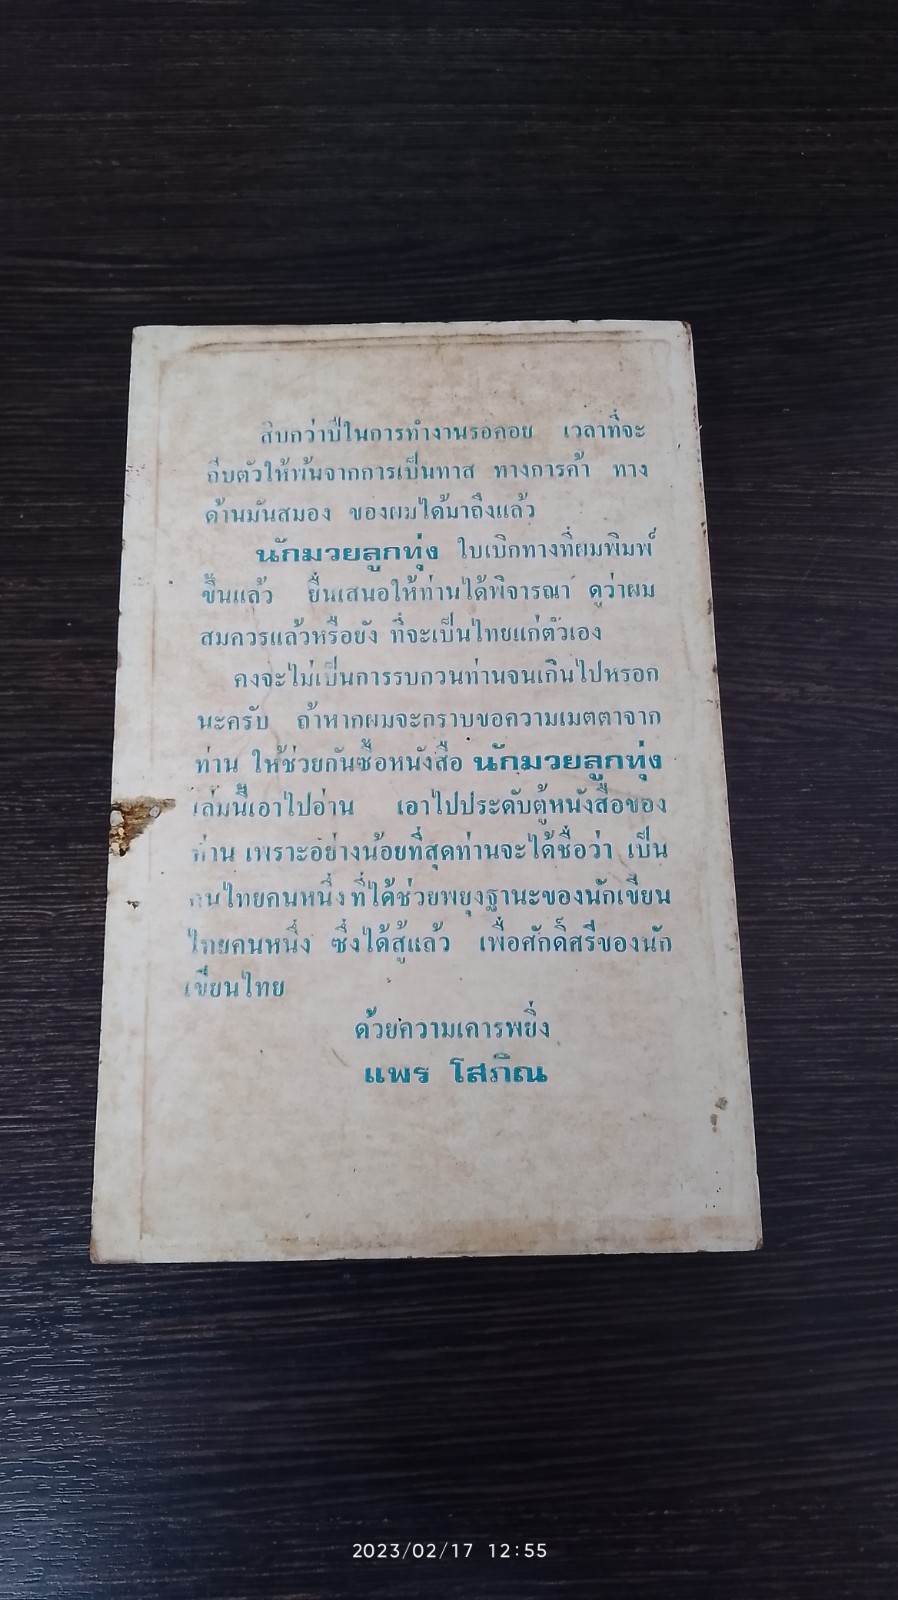 สิบกว่าปีในการทำงานรอคอย เวลาที่จะ
ถีบตัวให้พ้นจากการเป็นทาส ทางการค้า ทาง
ด้านมันสมอง ของผมได้มาถึงแล้ว
นักมวยลูกทุ่ง ใบเบิกทางที่ผมพิมพ์
ขึ้นแล้ว ยื่นเสนอให้ท่านได้พิจารณา ดูว่าผม
สมควรแล้วหรือยัง ที่จะเป็นไทยแก่ตัวเอง
คงจะไม่เป็นการรบกวนท่านจนเกินไปหรอก
นะครับ ถ้าหากผมจะกราบขอความเมตตาจาก
ท่าน ให้ช่วยกันซื้อหนังสือ นักมวยลูกทุ่ง
เล่มนี้เอาไปอ่าน เอาไปประดับตู้หนังสือของ
ท่าน เพราะอย่างน้อยที่สุดท่านจะได้ชื่อว่า เป็น
คนไทยคนหนึ่ง ที่ได้ช่วยพยุงฐานะของนักเขียน
ไทยคนหนึ่ง ซึ่งได้สู้แล้ว เพื่อศักดิ์ศรีของนัก
เขียนไทย
ด้วยความเคารพยิ่ง
แพร โสภิณ
2023/02/17 12:55